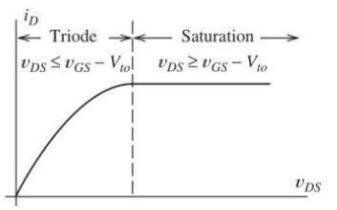 i_D
Triode Saturation
v_DS ≤ v_GS − V_to v_DS ≥ v_GS − V_to
v_DS